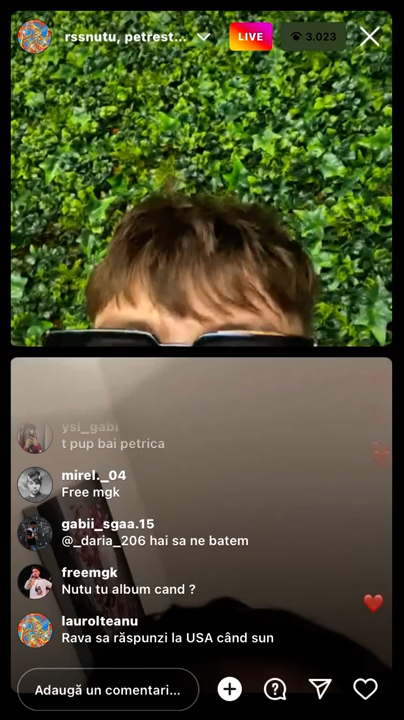 rssnutu, petrest... LIVE 3.023
ysl_gabi
t pup bai petrica
mirel._04
Free mgk
gabii_sgaa.15
@_daria_206 hai sa ne batem
freemgk
Nutu tu album cand ?
laurolteanu
Rava sa răspunzi la USA când sun
Adaugă un comentari...